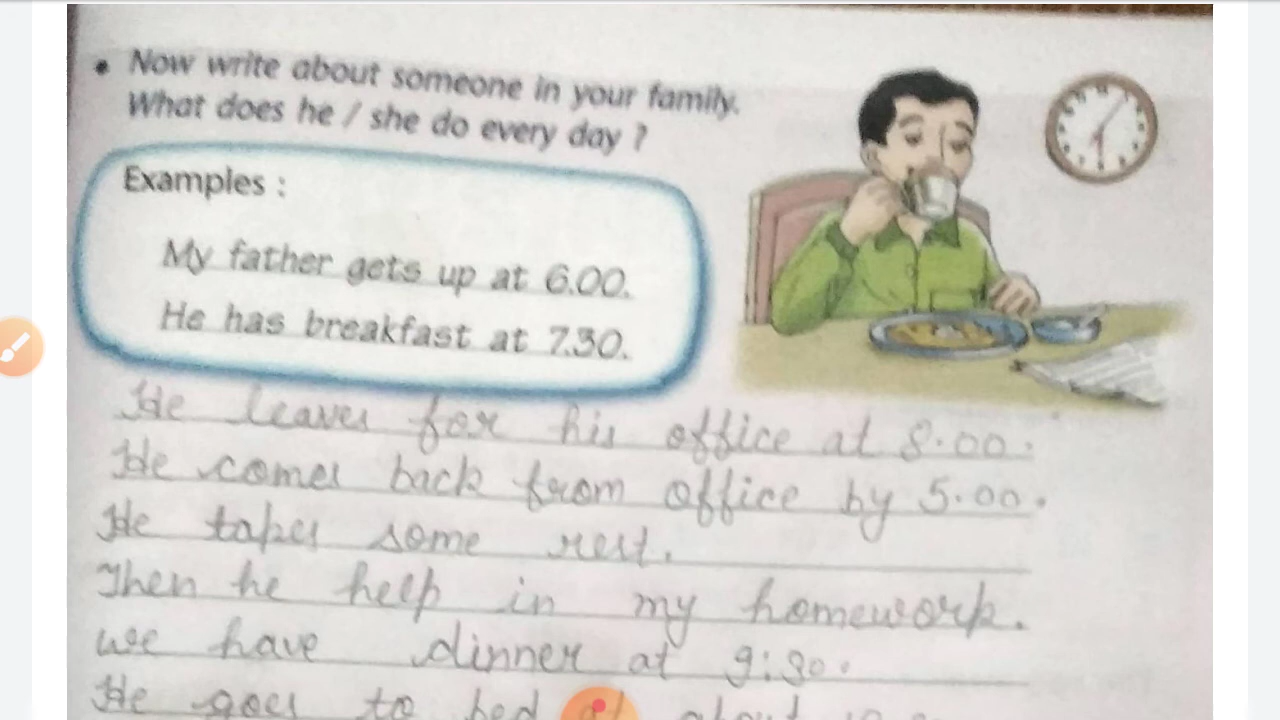 • Now write about someone in your family.
What does he / she do every day ?
Examples :
My father gets up at 6.00.
He has breakfast at 7.30.
He leaves for his office at 8.00.
He comes back from office by 5.00.
He takes some rest.
Then he help in my homework.
we have dinner at 9:30.
He goes to bed at about